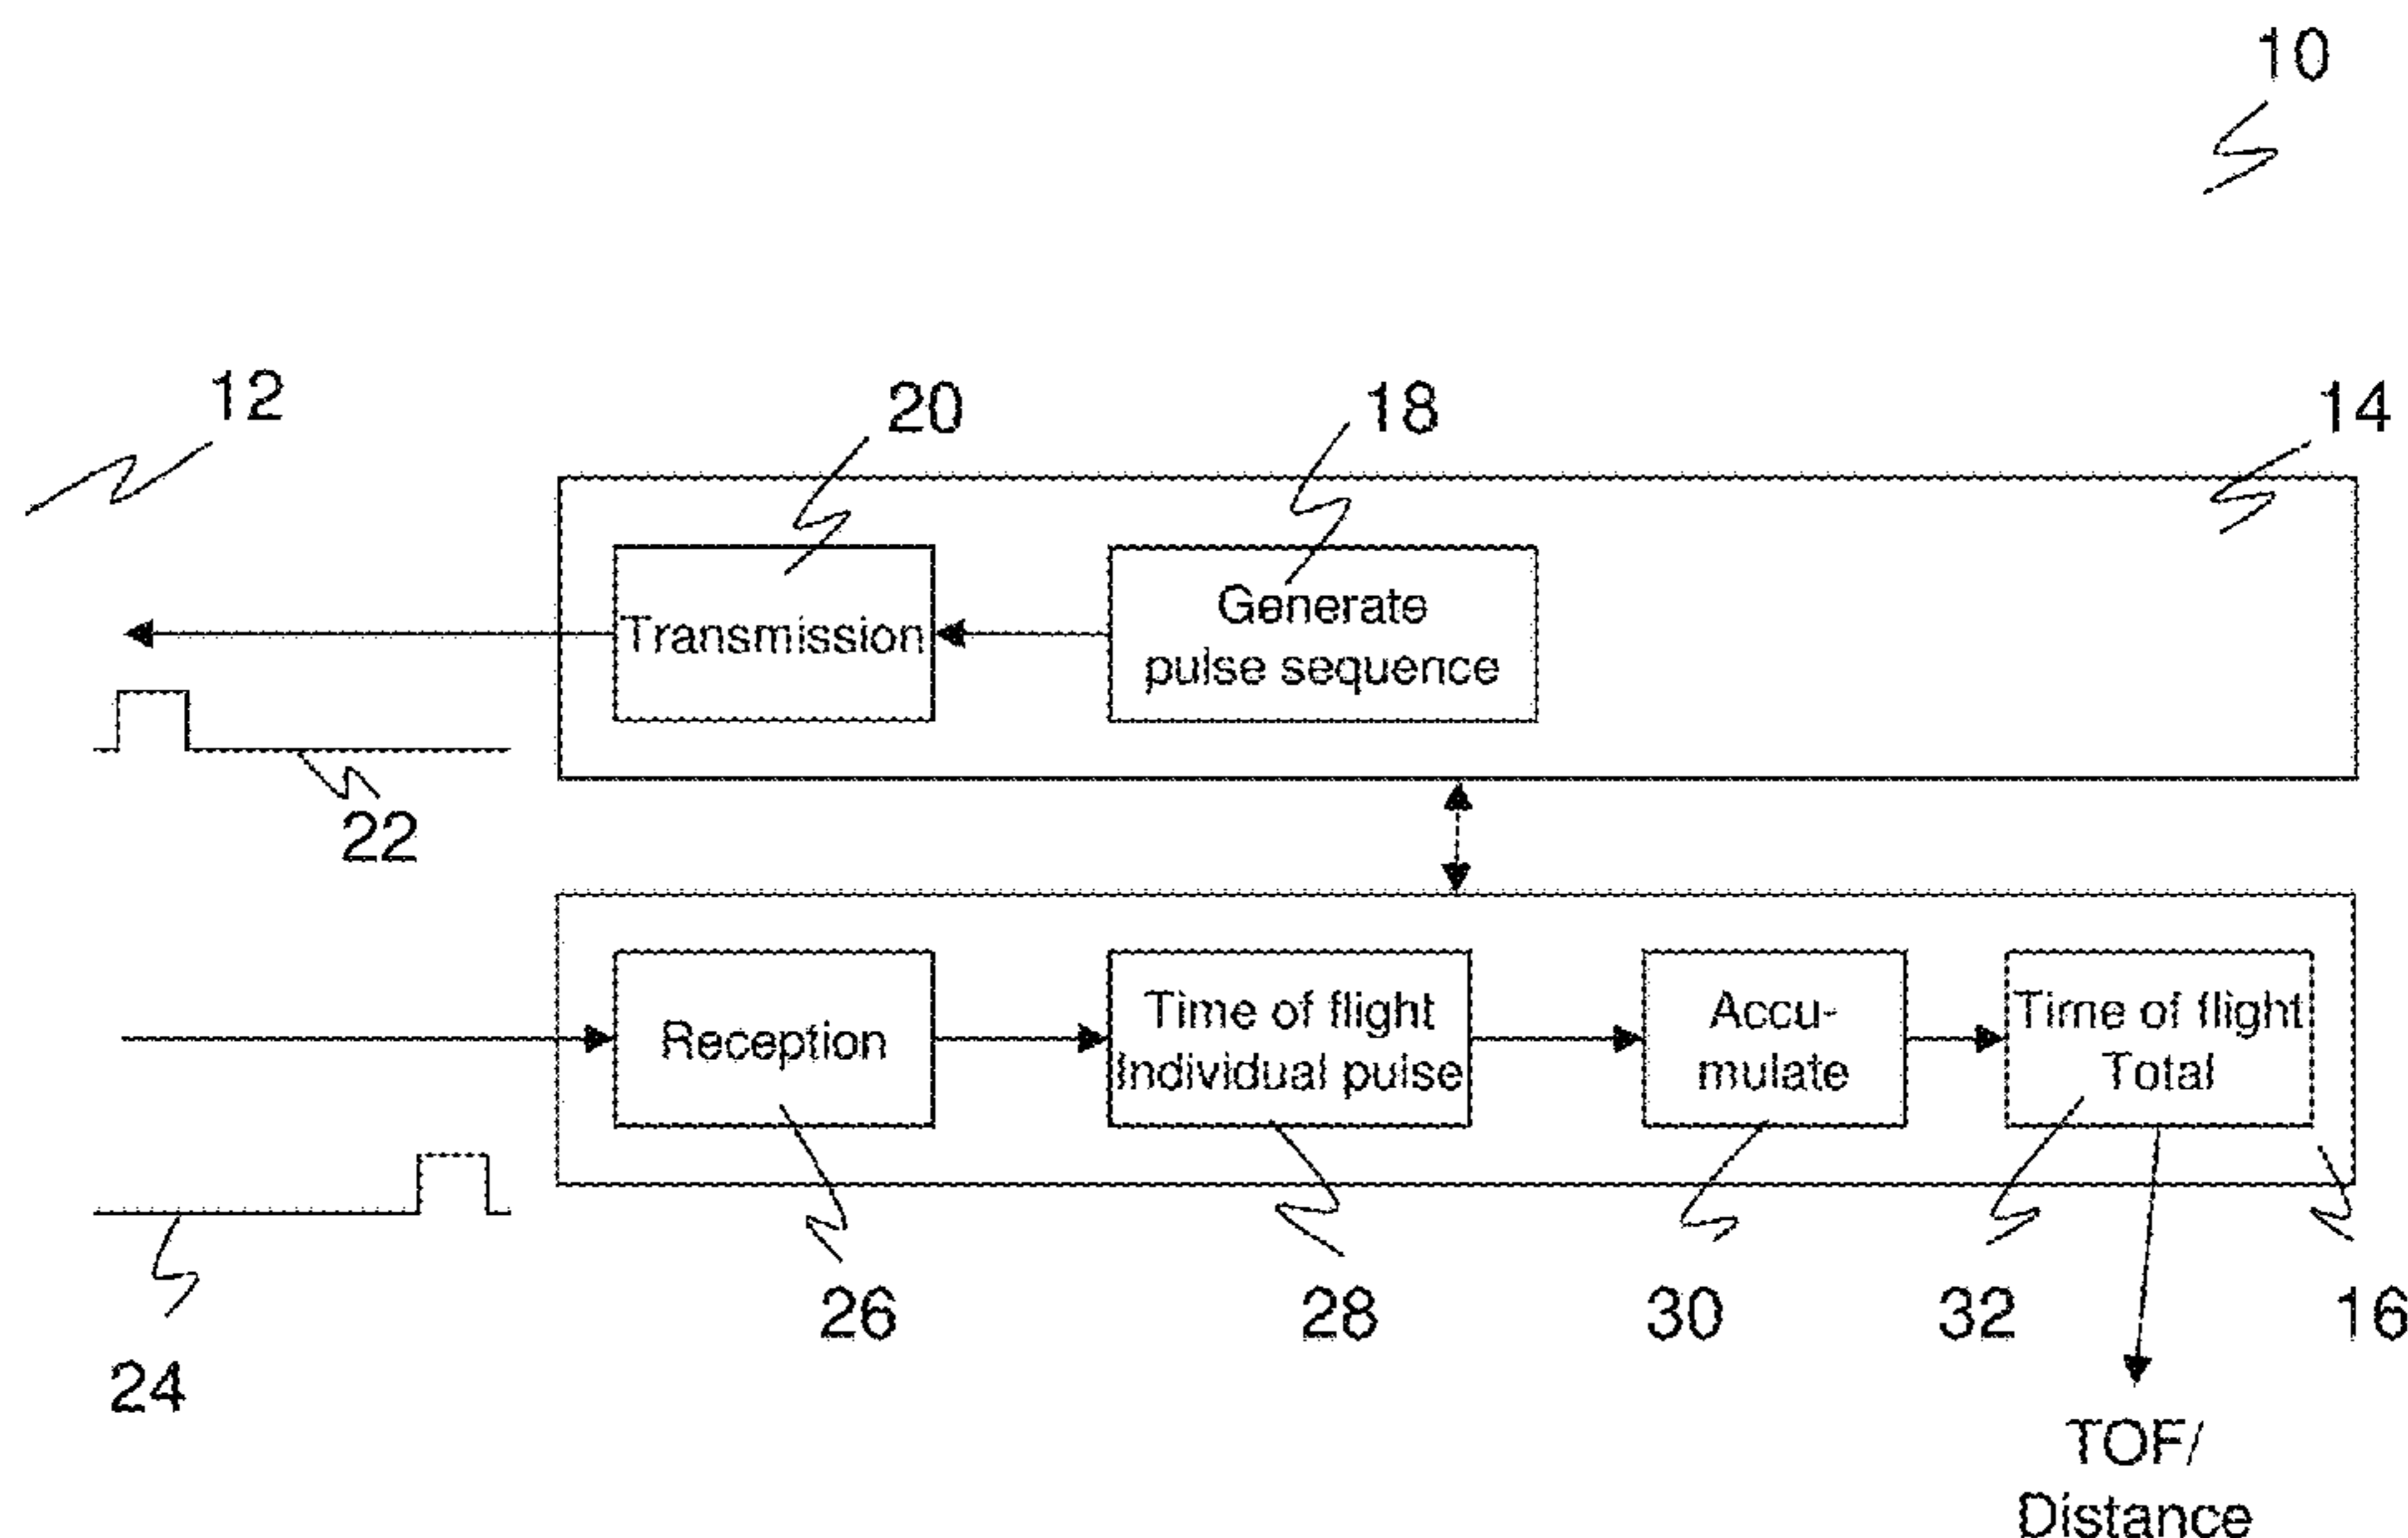 10
12
20
18
14
Generate
pulse sequence
Transmission
22
Reception
Time of flight
Individual pulse
Accu-
mulate
Time of flight
Total
26
28
30
32
16
24
TOF/
Distance